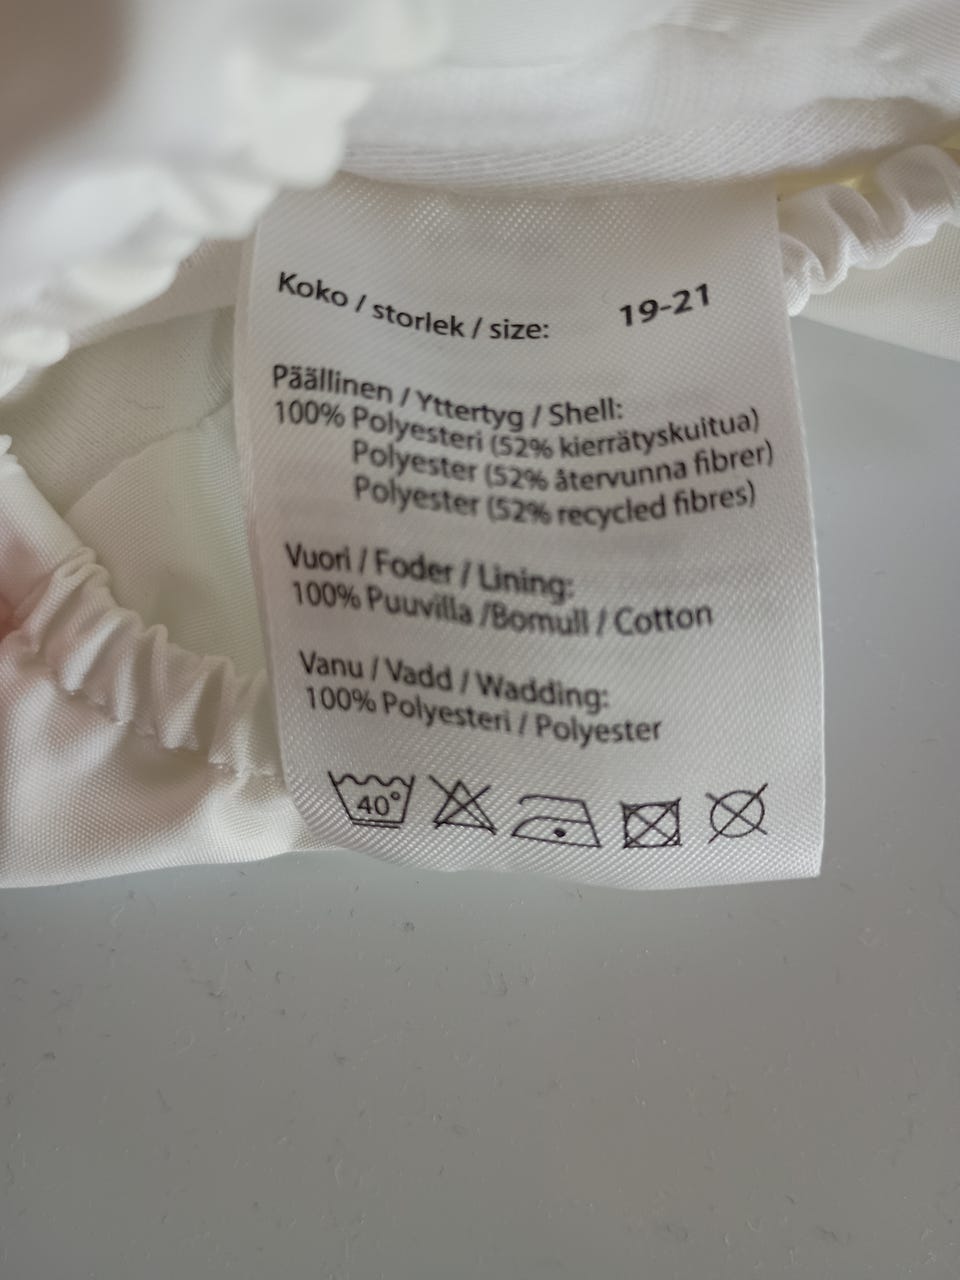 Koko / storlek / size: 19-21
Päällinen / Yttertyg / Shell:
100% Polyesteri (52% kierrätyskuitua)
Polyester (52% återvunna fibrer)
Polyester (52% recycled fibres)
Vuori / Foder / Lining:
100% Puuvilla /Bomull / Cotton
Vanu / Vadd / Wadding:
100% Polyesteri / Polyester
40°